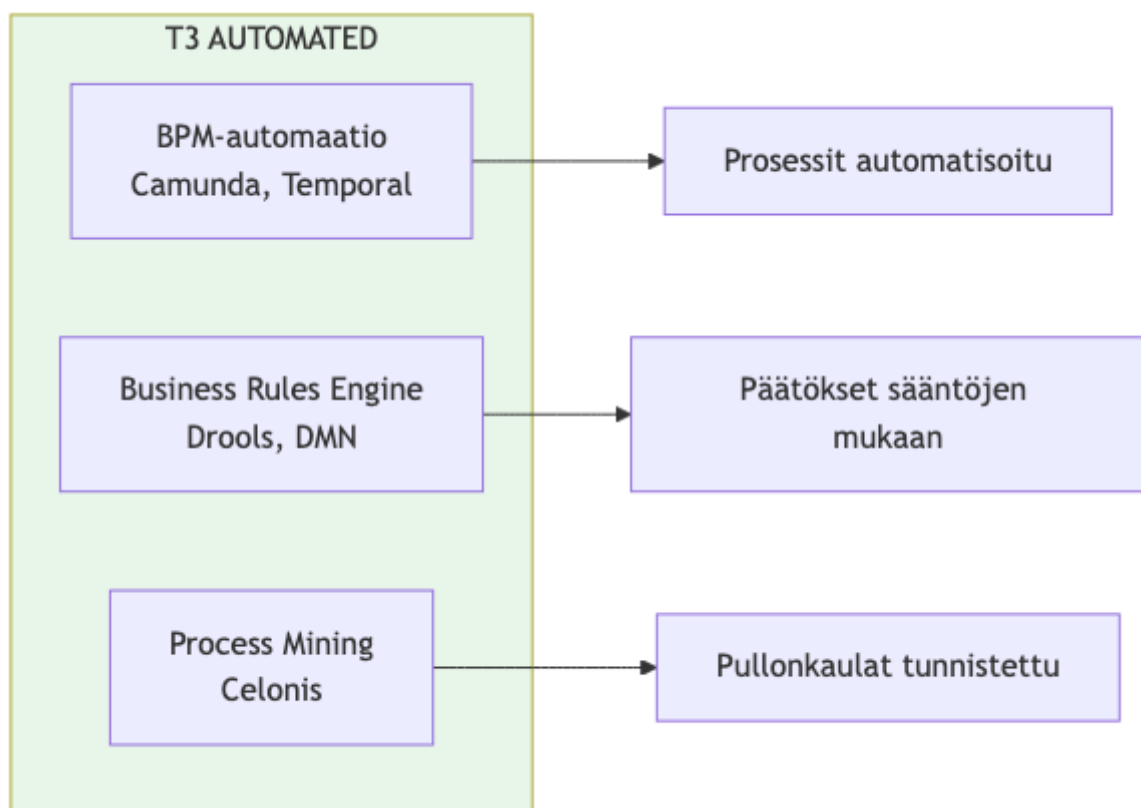 T3 AUTOMATED
BPM-automaatio
Camunda, Temporal
Prosessit automatisoitu
Business Rules Engine
Drools, DMN
Päätökset sääntöjen
mukaan
Process Mining
Celonis
Pullonkaulat tunnistettu